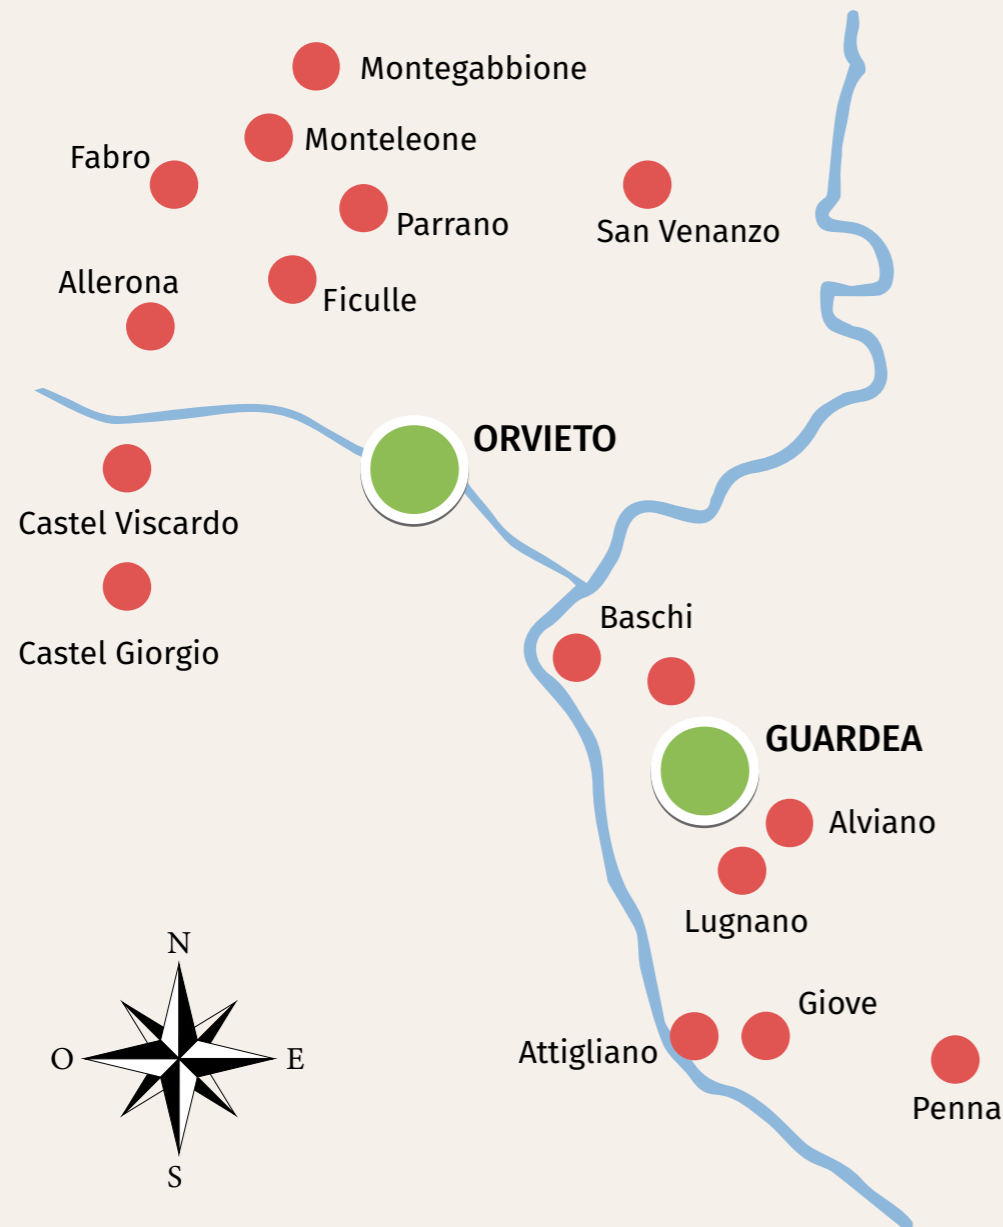 Montegabbione
Monteleone
Fabro
Parrano
San Venanzo
Allerona
Ficulle
ORVIETO
Castel Viscardo
Baschi
Castel Giorgio
GUARDEA
Alviano
Lugnano
N
Giove
O
E
Attigliano
Penna
S